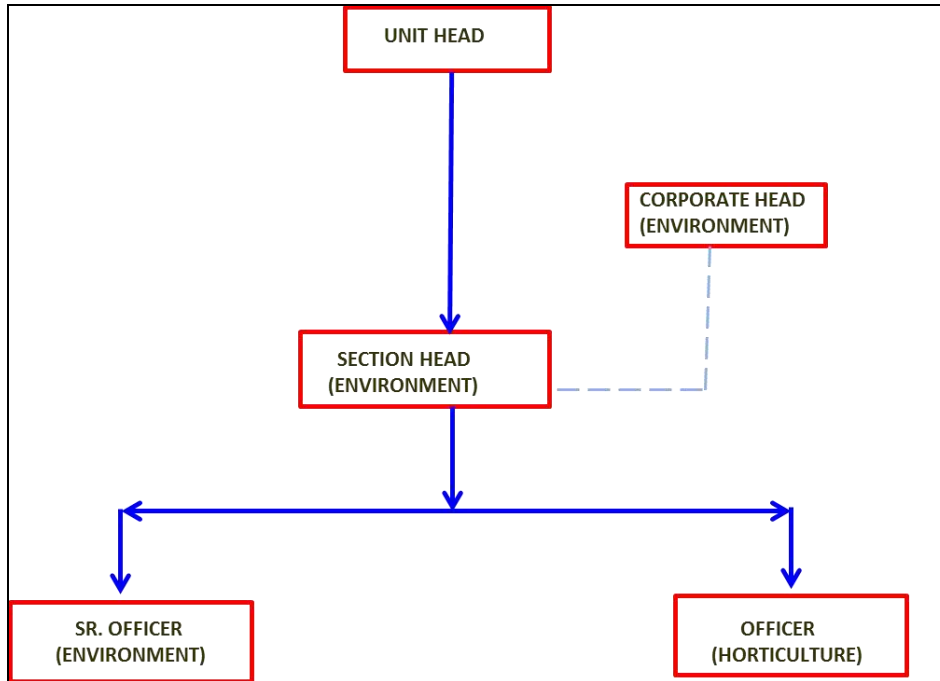 UNIT HEAD
CORPORATE HEAD
(ENVIRONMENT)
SECTION HEAD
(ENVIRONMENT)
SR. OFFICER
(ENVIRONMENT)
OFFICER
(HORTICULTURE)